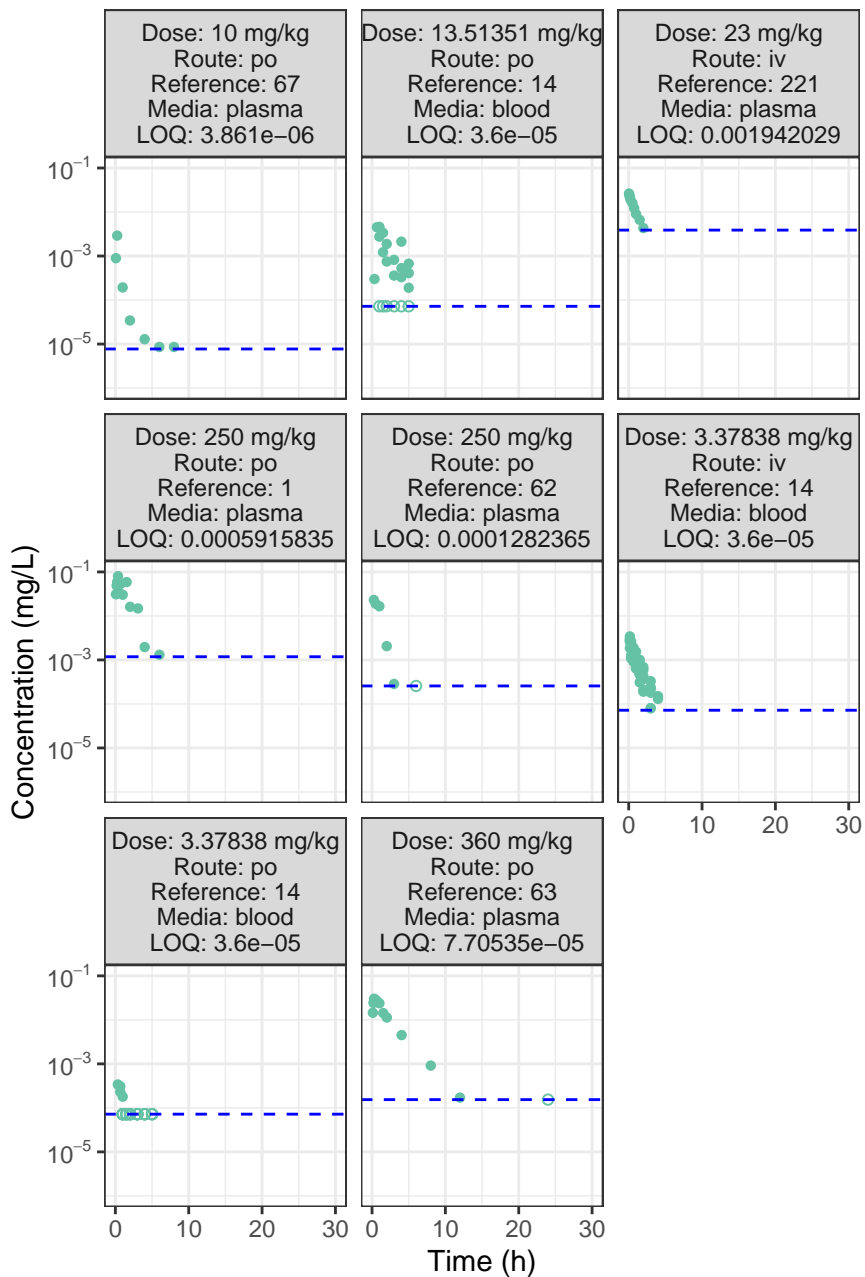 Dose: 10 mg/kg
Route: po
Reference: 67
Media: plasma
LOQ: 3.861e−06
Dose: 13.51351 mg/kg
Route: po
Reference: 14
Media: blood
LOQ: 3.6e−05
Dose: 23 mg/kg
Route: iv
Reference: 221
Media: plasma
LOQ: 0.001942029
10⁻¹
10⁻³
10⁻⁵
Dose: 250 mg/kg
Route: po
Reference: 1
Media: plasma
LOQ: 0.0005915835
Dose: 250 mg/kg
Route: po
Reference: 62
Media: plasma
LOQ: 0.0001282365
Dose: 3.37838 mg/kg
Route: iv
Reference: 14
Media: blood
LOQ: 3.6e−05
Concentration (mg/L)
10⁻¹
10⁻³
10⁻⁵
0 10 20 30
Dose: 3.37838 mg/kg
Route: po
Reference: 14
Media: blood
LOQ: 3.6e−05
Dose: 360 mg/kg
Route: po
Reference: 63
Media: plasma
LOQ: 7.70535e−05
10⁻¹
10⁻³
10⁻⁵
0 10 20 30
0 10 20 30
Time (h)